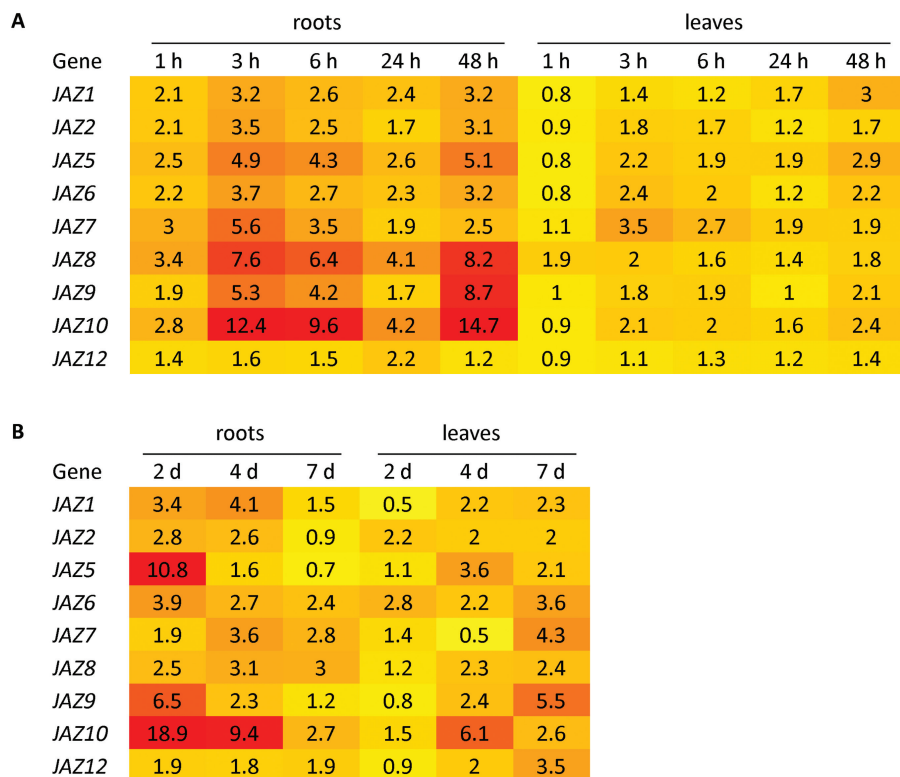 A
roots leaves
Gene 1 h 3 h 6 h 24 h 48 h 1 h 3 h 6 h 24 h 48 h
JAZ1 2.1 3.2 2.6 2.4 3.2 0.8 1.4 1.2 1.7 3
JAZ2 2.1 3.5 2.5 1.7 3.1 0.9 1.8 1.7 1.2 1.7
JAZ5 2.5 4.9 4.3 2.6 5.1 0.8 2.2 1.9 1.9 2.9
JAZ6 2.2 3.7 2.7 2.3 3.2 0.8 2.4 2 1.2 2.2
JAZ7 3 5.6 3.5 1.9 2.5 1.1 3.5 2.7 1.9 1.9
JAZ8 3.4 7.6 6.4 4.1 8.2 1.9 2 1.6 1.4 1.8
JAZ9 1.9 5.3 4.2 1.7 8.7 1 1.8 1.9 1 2.1
JAZ10 2.8 12.4 9.6 4.2 14.7 0.9 2.1 2 1.6 2.4
JAZ12 1.4 1.6 1.5 2.2 1.2 0.9 1.1 1.3 1.2 1.4
B
roots leaves
Gene 2 d 4 d 7 d 2 d 4 d 7 d
JAZ1 3.4 4.1 1.5 0.5 2.2 2.3
JAZ2 2.8 2.6 0.9 2.2 2 2
JAZ5 10.8 1.6 0.7 1.1 3.6 2.1
JAZ6 3.9 2.7 2.4 2.8 2.2 3.6
JAZ7 1.9 3.6 2.8 1.4 0.5 4.3
JAZ8 2.5 3.1 3 1.2 2.3 2.4
JAZ9 6.5 2.3 1.2 0.8 2.4 5.5
JAZ10 18.9 9.4 2.7 1.5 6.1 2.6
JAZ12 1.9 1.8 1.9 0.9 2 3.5